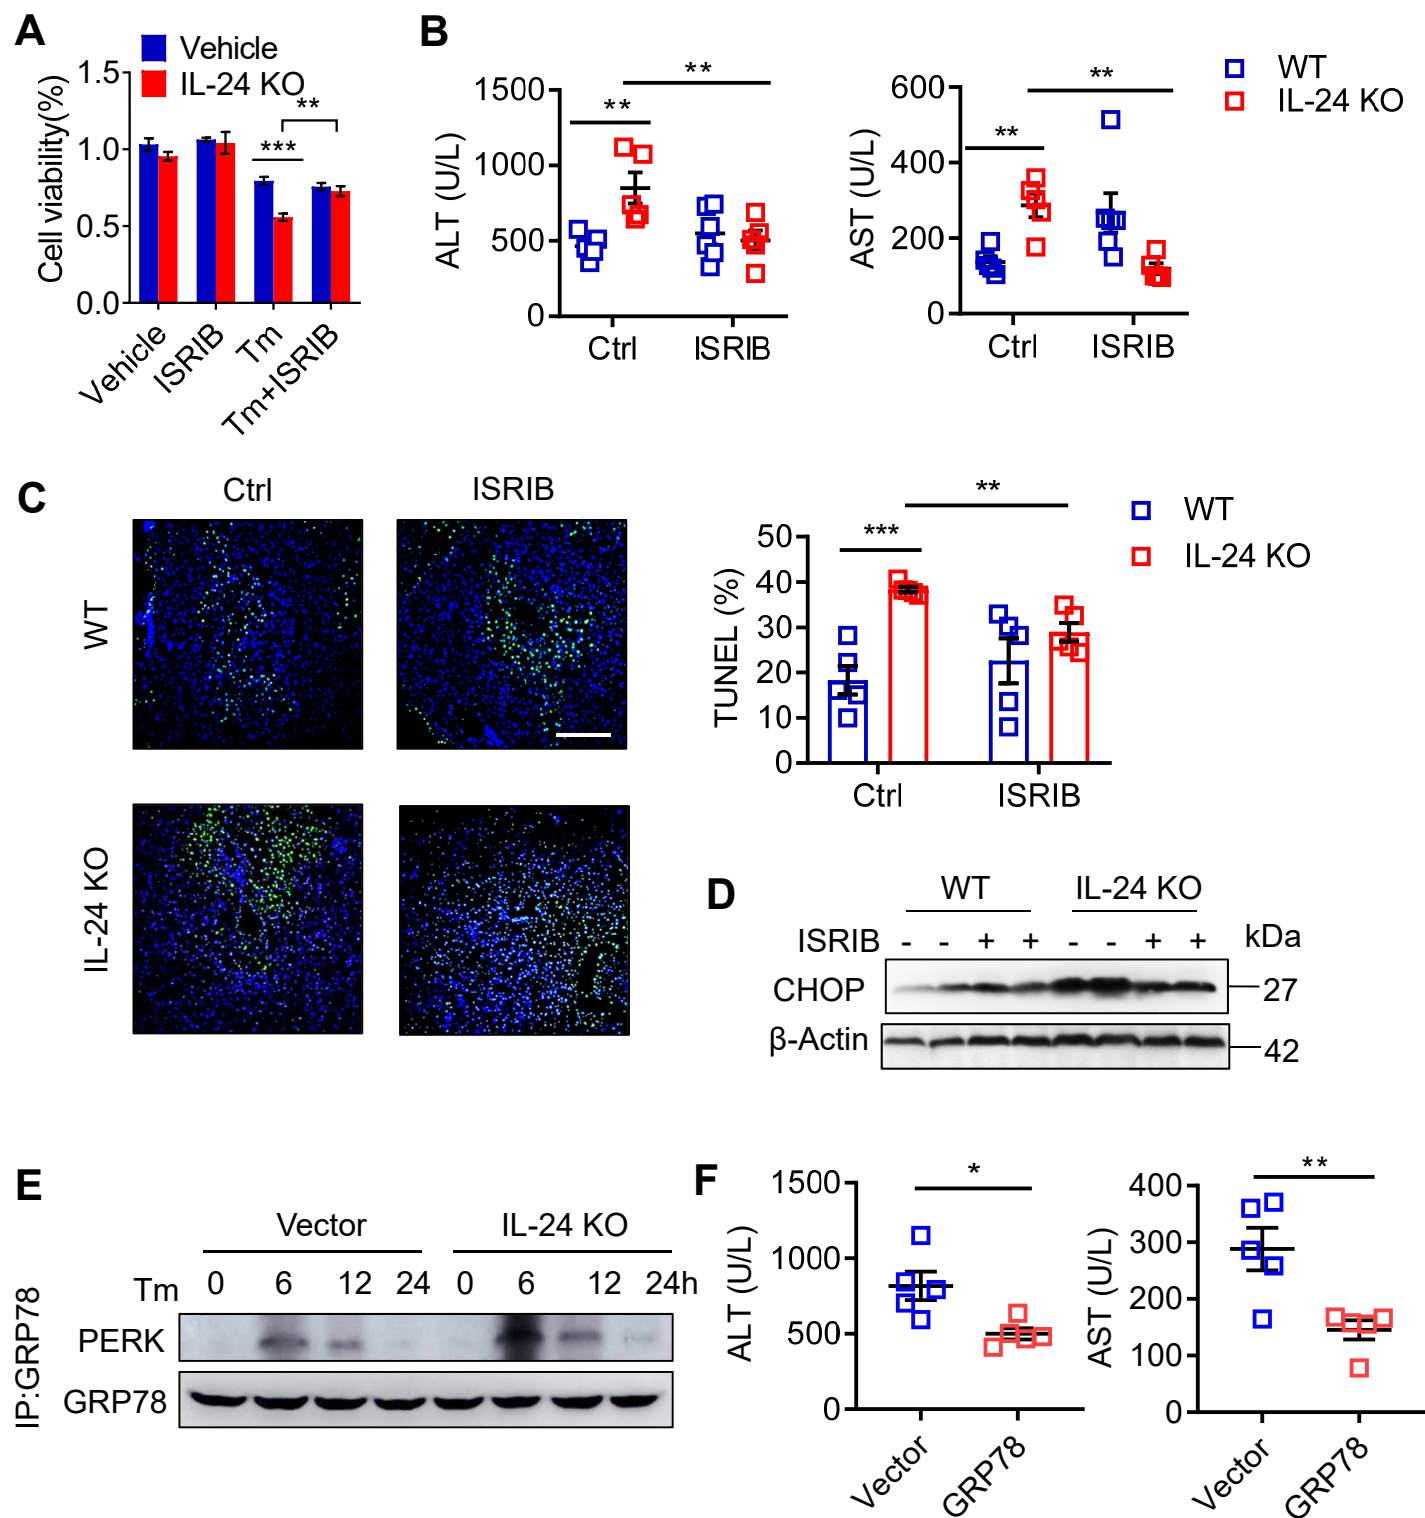 A
Vehicle
IL-24 KO
Cell viability(%)
1.5
1.0
0.5
0.0
***
**
Vehicle
ISRIB
Tm
Tm+ISRIB
B
ALT (U/L)
1500
1000
500
0
**
**
Ctrl
ISRIB
AST (U/L)
600
400
200
0
**
**
Ctrl
ISRIB
WT
IL-24 KO
C
Ctrl
ISRIB
WT
IL-24 KO
TUNEL (%)
50
40
30
20
10
0
***
**
Ctrl
ISRIB
WT
IL-24 KO
D
WT
IL-24 KO
ISRIB - - + + - - + + kDa
CHOP 27
β-Actin 42
E
Vector
IL-24 KO
Tm 0 6 12 24 0 6 12 24h
IP:GRP78
PERK
GRP78
F
ALT (U/L)
1500
1000
500
0
*
Vector
GRP78
AST (U/L)
400
300
200
100
0
**
Vector
GRP78